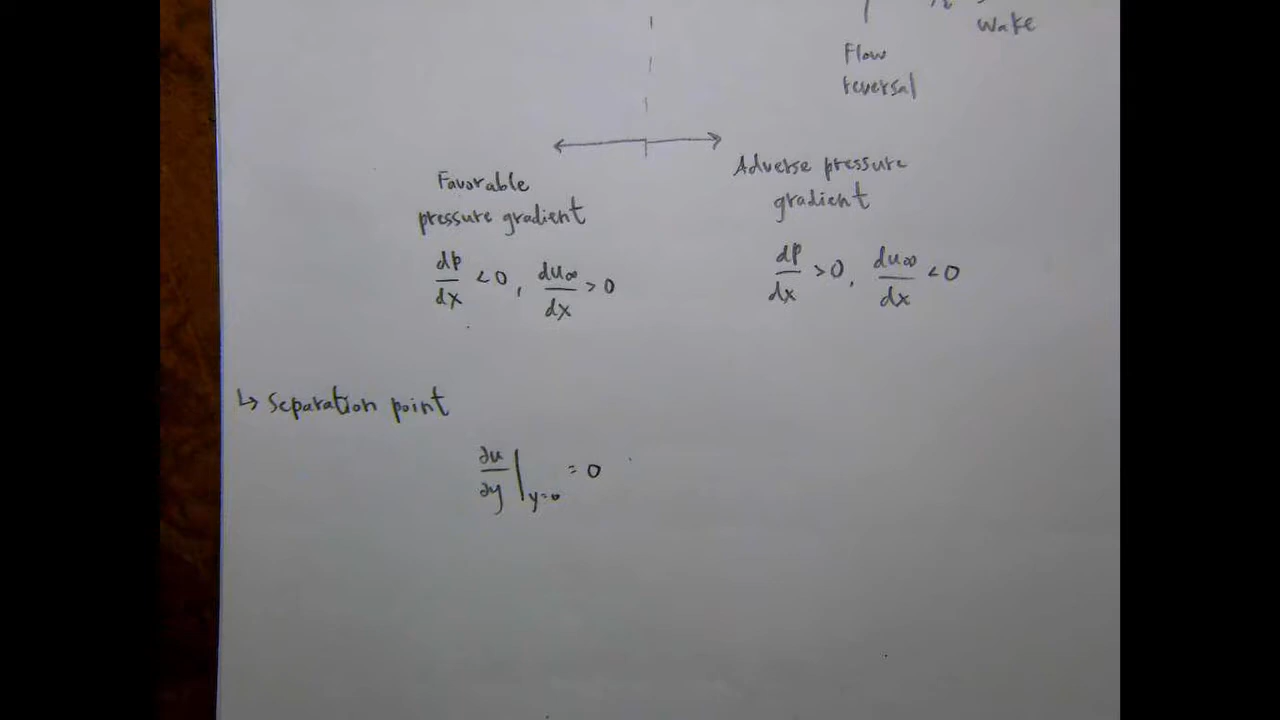 wake
Flow
reversal
Favorable
pressure gradient
Adverse pressure
gradient
dp/dx < 0, du∞/dx > 0
dp/dx > 0, du∞/dx < 0
↳ Separation point
∂u/∂y |y=0 = 0